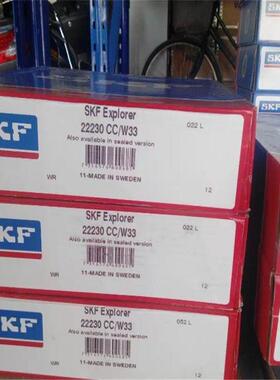 SKF
SKF Explorer
022 L
22230 CC/W33
Also available in sealed version
WR
11-MADE IN SWEDEN
12
SKF
SKF Explorer
022 L
22230 CC/W33
Also available in sealed version
WR
11-MADE IN SWEDEN
12
SKF
SKF Explorer
052 L
22230 CC/W33
Also available in sealed version
WR
11-MADE IN SWEDEN
12